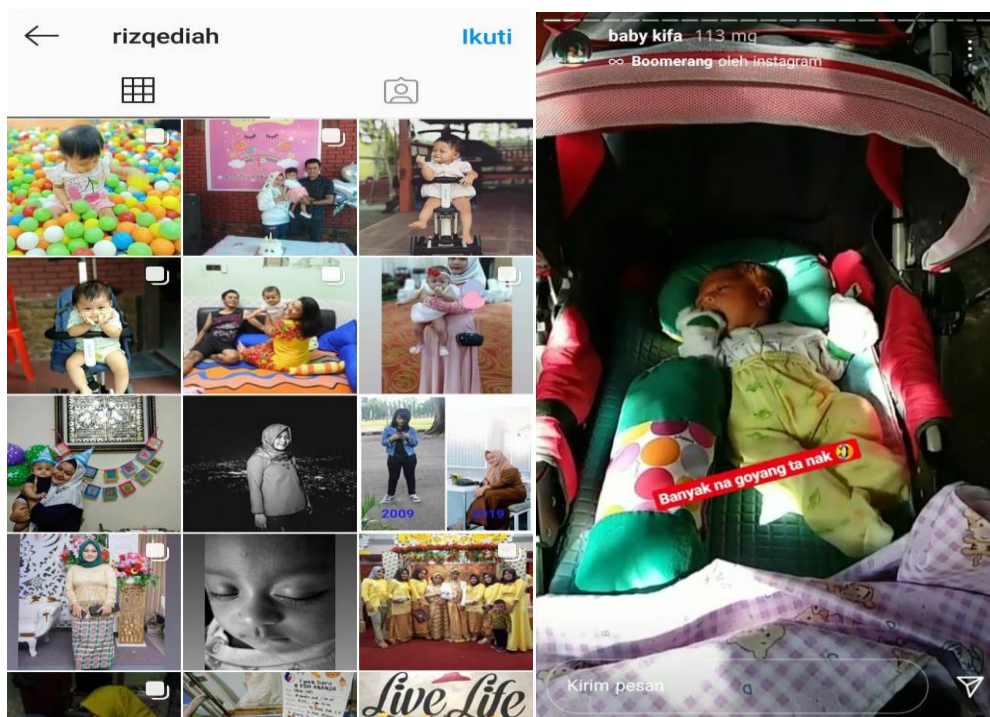 rizqediah
Ikuti
2009
2019
Live Life
baby kifa 113 mg
∞ Boomerang oleh instagram
Banyak na goyang ta nak 🤣
Kirim pesan